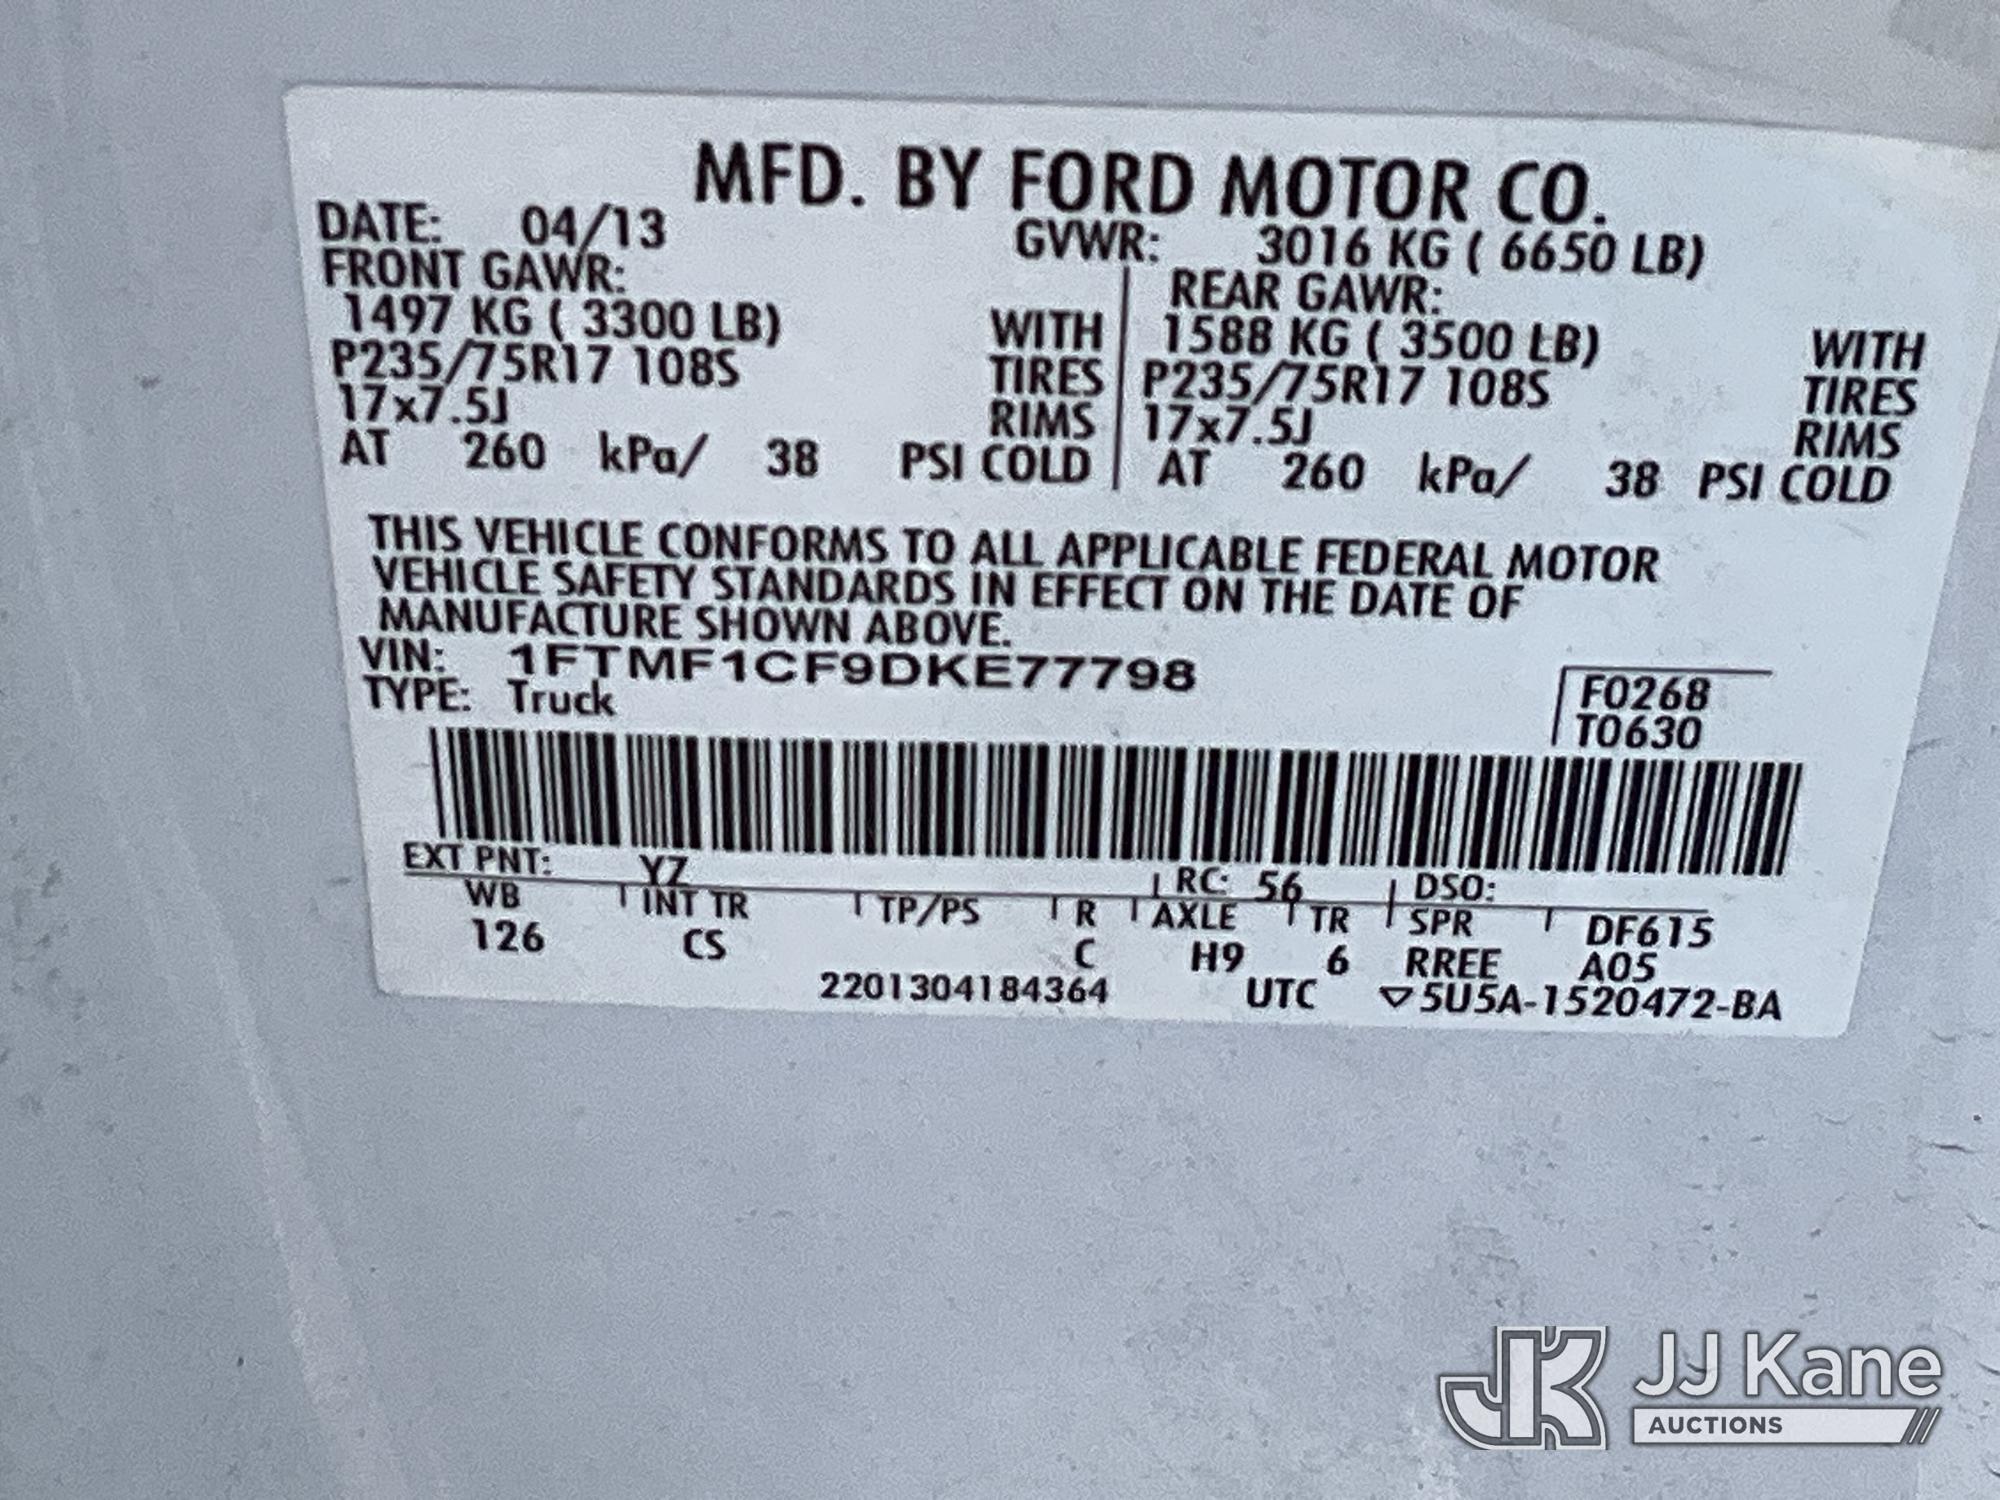 MFD. BY FORD MOTOR CO.
DATE: 04/13 GVWR: 3016 KG ( 6650 LB)
FRONT GAWR: REAR GAWR:
1497 KG ( 3300 LB) WITH 1588 KG ( 3500 LB) WITH
P235/75R17 108S TIRES P235/75R17 108S TIRES
17x7.5J RIMS 17x7.5J RIMS
AT 260 kPa/ 38 PSI COLD AT 260 kPa/ 38 PSI COLD
THIS VEHICLE CONFORMS TO ALL APPLICABLE FEDERAL MOTOR
VEHICLE SAFETY STANDARDS IN EFFECT ON THE DATE OF
MANUFACTURE SHOWN ABOVE.
VIN: 1FTMF1CF9DKE77798
TYPE: Truck
F0268
T0630
EXT PNT: YZ RC: 56 DSO:
WB INT TR TP/PS R AXLE TR SPR DF615
126 CS C H9 6 RREE A05
2201304184364 UTC ▽5U5A-1520472-BA
JK JJ Kane
AUCTIONS